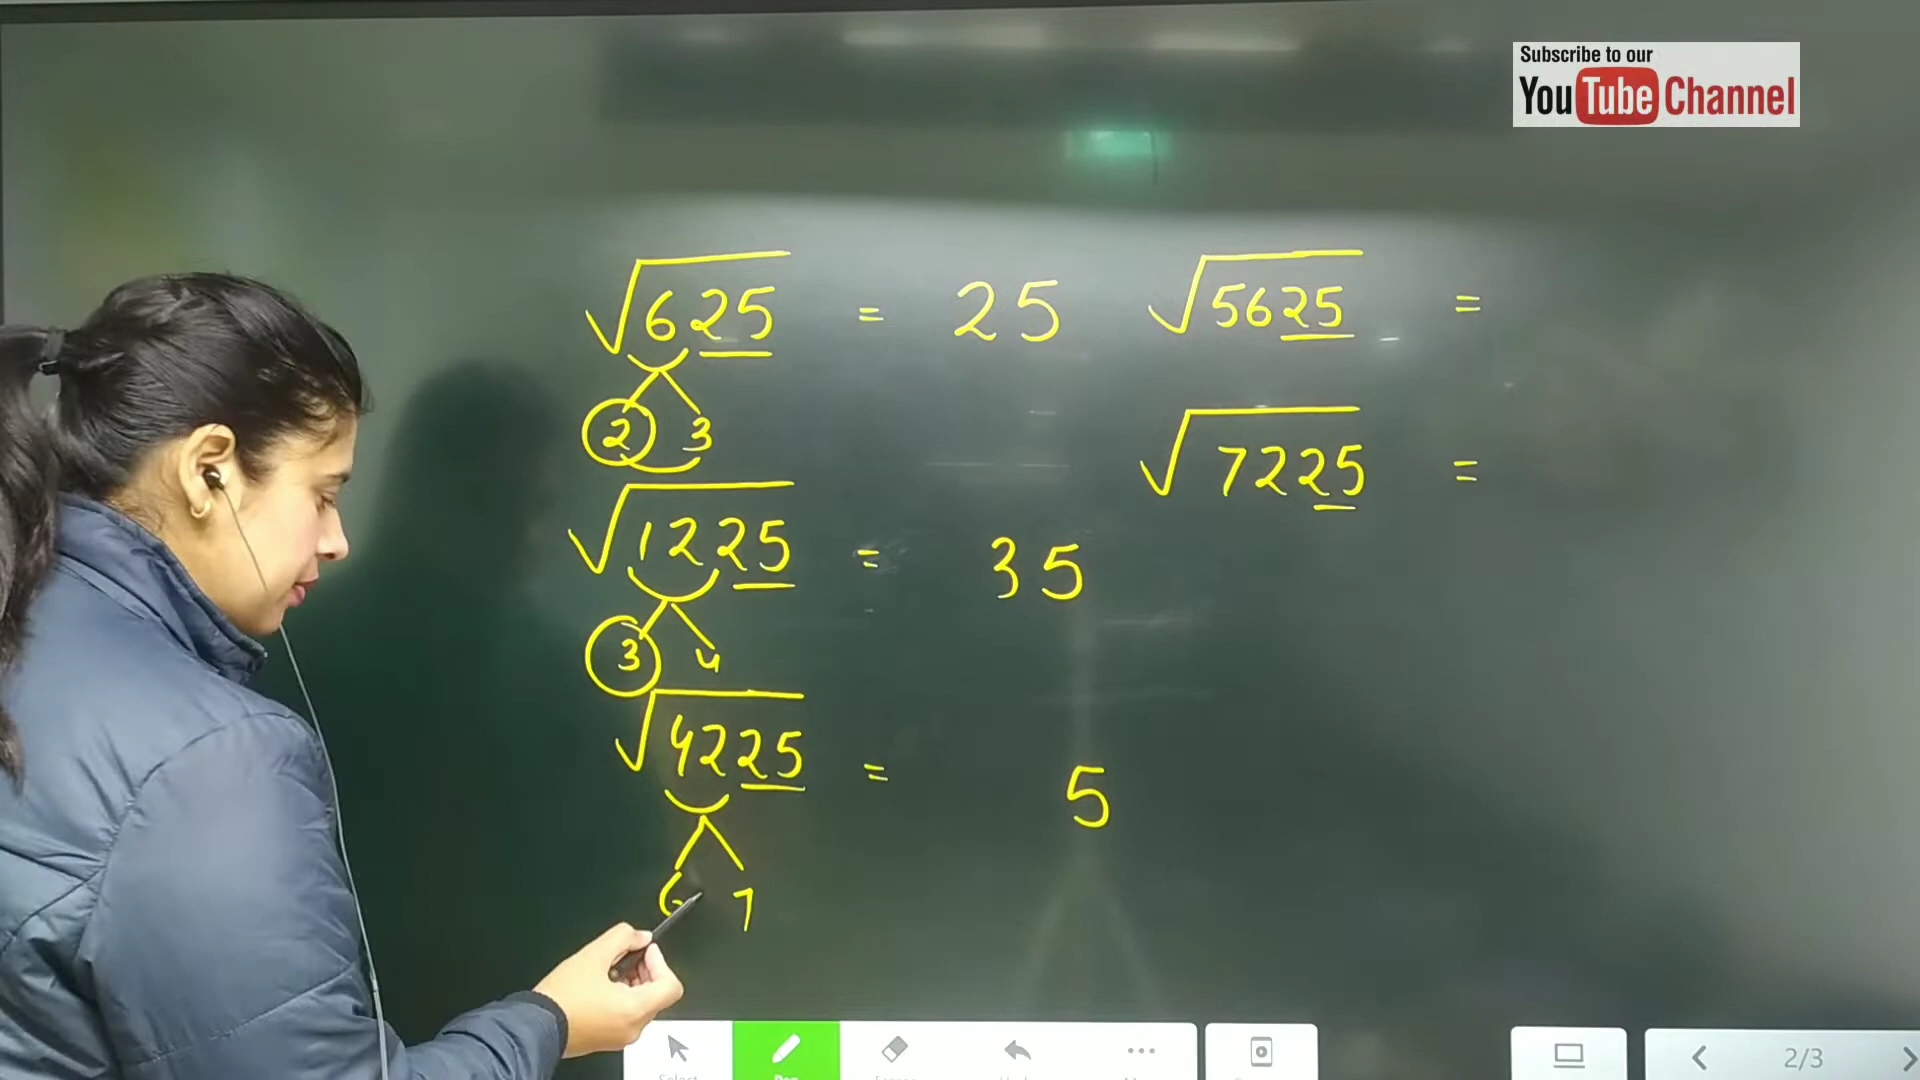 Subscribe to our
YouTube Channel
√625 = 25
2 3
√1225 = 35
3 4
√4225 = 5
6 7
√5625 =
√7225 =
2/3